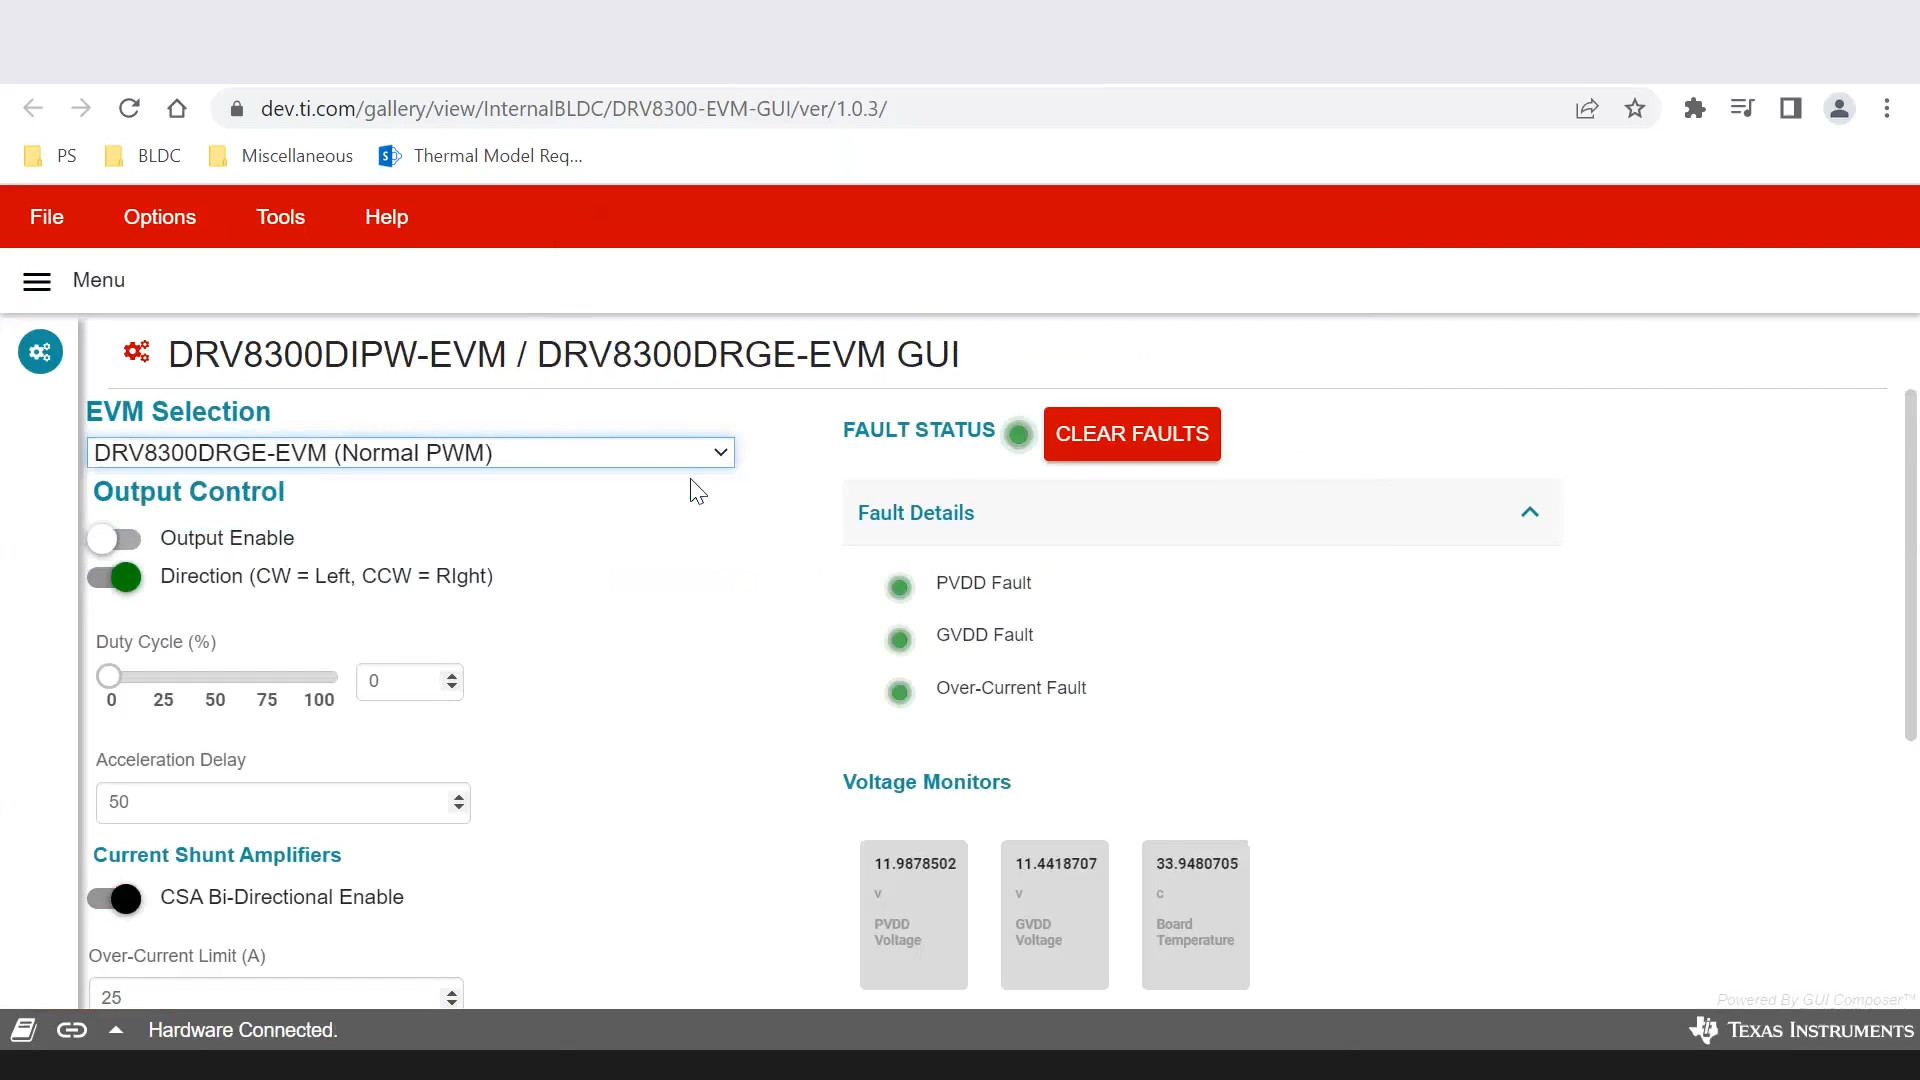 dev.ti.com/gallery/view/InternalBLDC/DRV8300-EVM-GUI/ver/1.0.3/
PS BLDC Miscellaneous Thermal Model Req...
File Options Tools Help
Menu
DRV8300DIPW-EVM / DRV8300DRGE-EVM GUI
EVM Selection
DRV8300DRGE-EVM (Normal PWM)
Output Control
Output Enable
Direction (CW = Left, CCW = RIght)
Duty Cycle (%)
0
0 25 50 75 100
Acceleration Delay
50
Current Shunt Amplifiers
CSA Bi-Directional Enable
Over-Current Limit (A)
25
FAULT STATUS
CLEAR FAULTS
Fault Details
PVDD Fault
GVDD Fault
Over-Current Fault
Voltage Monitors
11.9878502
V
PVDD
Voltage
11.4418707
V
GVDD
Voltage
33.9480705
C
Board
Temperature
Powered By GUI Composer™
Hardware Connected.
TEXAS INSTRUMENTS